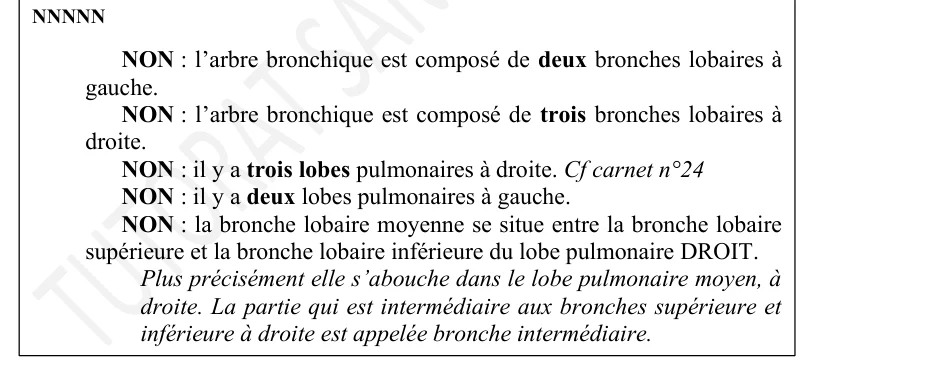 NNNNN
NON : l’arbre bronchique est composé de deux bronches lobaires à
gauche.
NON : l’arbre bronchique est composé de trois bronches lobaires à
droite.
NON : il y a trois lobes pulmonaires à droite. Cf carnet n°24
NON : il y a deux lobes pulmonaires à gauche.
NON : la bronche lobaire moyenne se situe entre la bronche lobaire
supérieure et la bronche lobaire inférieure du lobe pulmonaire DROIT.
Plus précisément elle s’abouche dans le lobe pulmonaire moyen, à
droite. La partie qui est intermédiaire aux bronches supérieure et
inférieure à droite est appelée bronche intermédiaire.